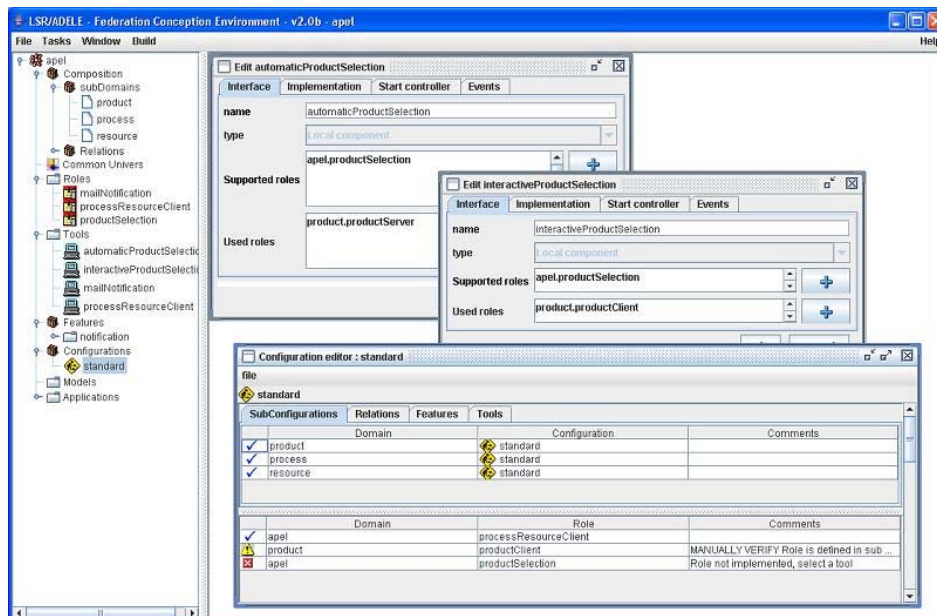 LSR/ADELE - Federation Conception Environment - v2.0b - apel
File Tasks Window Build Help
apel
Composition
subDomains
product
process
resource
Relations
Common Univers
Roles
mailNotification
processResourceClient
productSelection
Tools
automaticProductSelectio
interactiveProductSelectio
mailNotification
processResourceClient
Features
notification
Configurations
standard
Models
Applications
Edit automaticProductSelection
Interface Implementation Start controller Events
name automaticProductSelection
type Local component
Supported roles apel.productSelection
Used roles product.productServer
Edit interactiveProductSelection
Interface Implementation Start controller Events
name interactiveProductSelection
type Local component
Supported roles apel.productSelection
Used roles product.productClient
Configuration editor : standard
file
standard
SubConfigurations Relations Features Tools
Domain Configuration Comments
product standard
process standard
resource standard
Domain Role Comments
apel processResourceClient
product productClient MANUALLY VERIFY Role is defined in sub ...
apel productSelection Role not implemented, select a tool